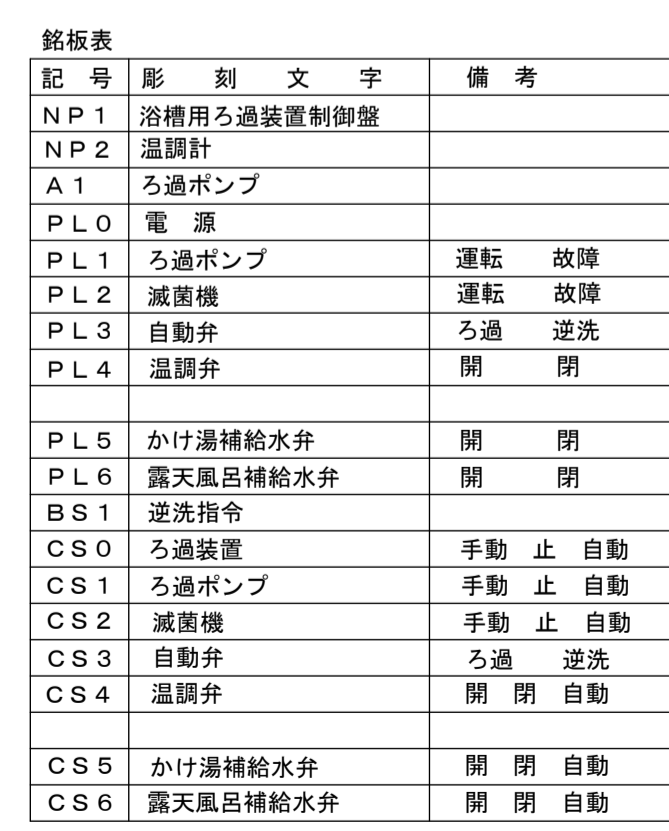 銘板表
記 号 彫 刻 文 字 備 考
NP1 浴槽用ろ過装置制御盤
NP2 温調計
A1 ろ過ポンプ
PL0 電 源
PL1 ろ過ポンプ 運転 故障
PL2 滅菌機 運転 故障
PL3 自動弁 ろ過 逆洗
PL4 温調弁 開 閉
PL5 かけ湯補給水弁 開 閉
PL6 露天風呂補給水弁 開 閉
BS1 逆洗指令
CS0 ろ過装置 手動 止 自動
CS1 ろ過ポンプ 手動 止 自動
CS2 滅菌機 手動 止 自動
CS3 自動弁 ろ過 逆洗
CS4 温調弁 開 閉 自動
CS5 かけ湯補給水弁 開 閉 自動
CS6 露天風呂補給水弁 開 閉 自動